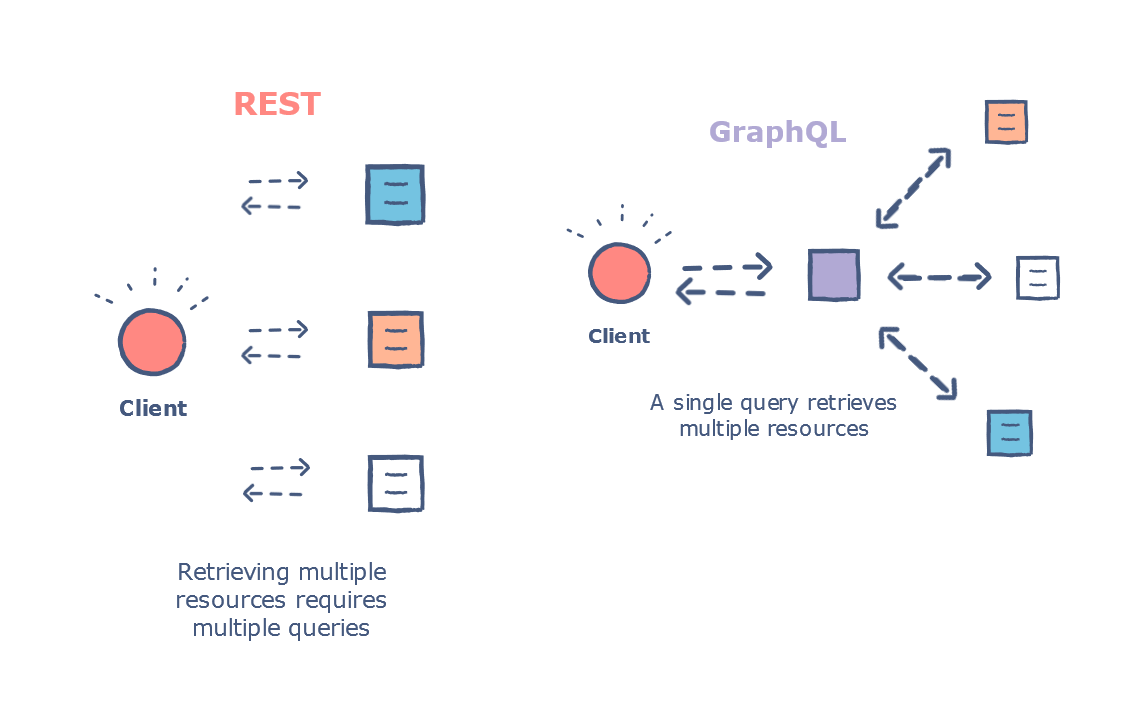 REST
Client
Retrieving multiple
resources requires
multiple queries
GraphQL
Client
A single query retrieves
multiple resources